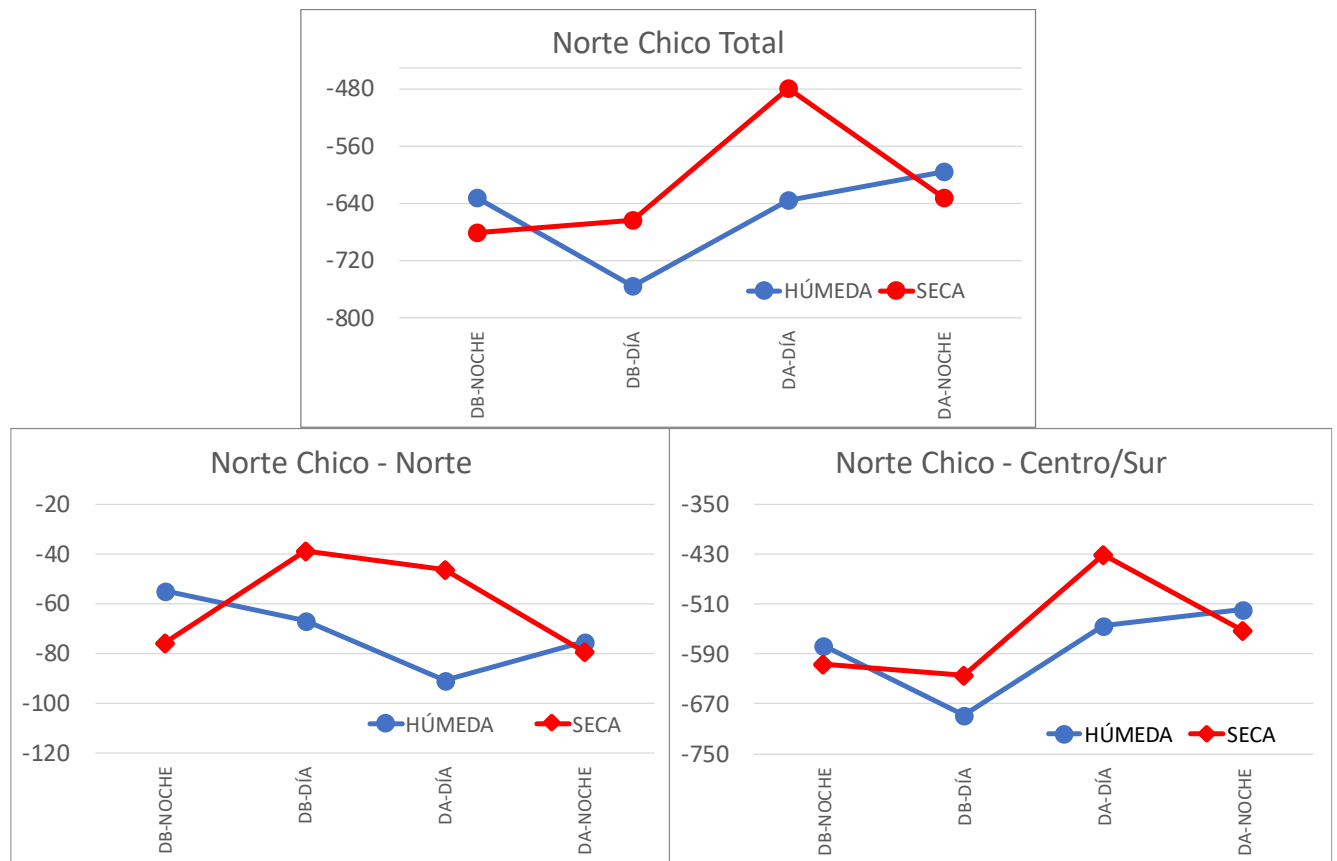 Norte Chico Total
-480
-560
-640
-720
-800
HÚMEDA SECA
DB-NOCHE
DB-DÍA
DA-DÍA
DA-NOCHE
Norte Chico - Norte
-20
-40
-60
-80
-100
-120
HÚMEDA SECA
DB-NOCHE
DB-DÍA
DA-DÍA
DA-NOCHE
Norte Chico - Centro/Sur
-350
-430
-510
-590
-670
-750
HÚMEDA SECA
DB-NOCHE
DB-DÍA
DA-DÍA
DA-NOCHE